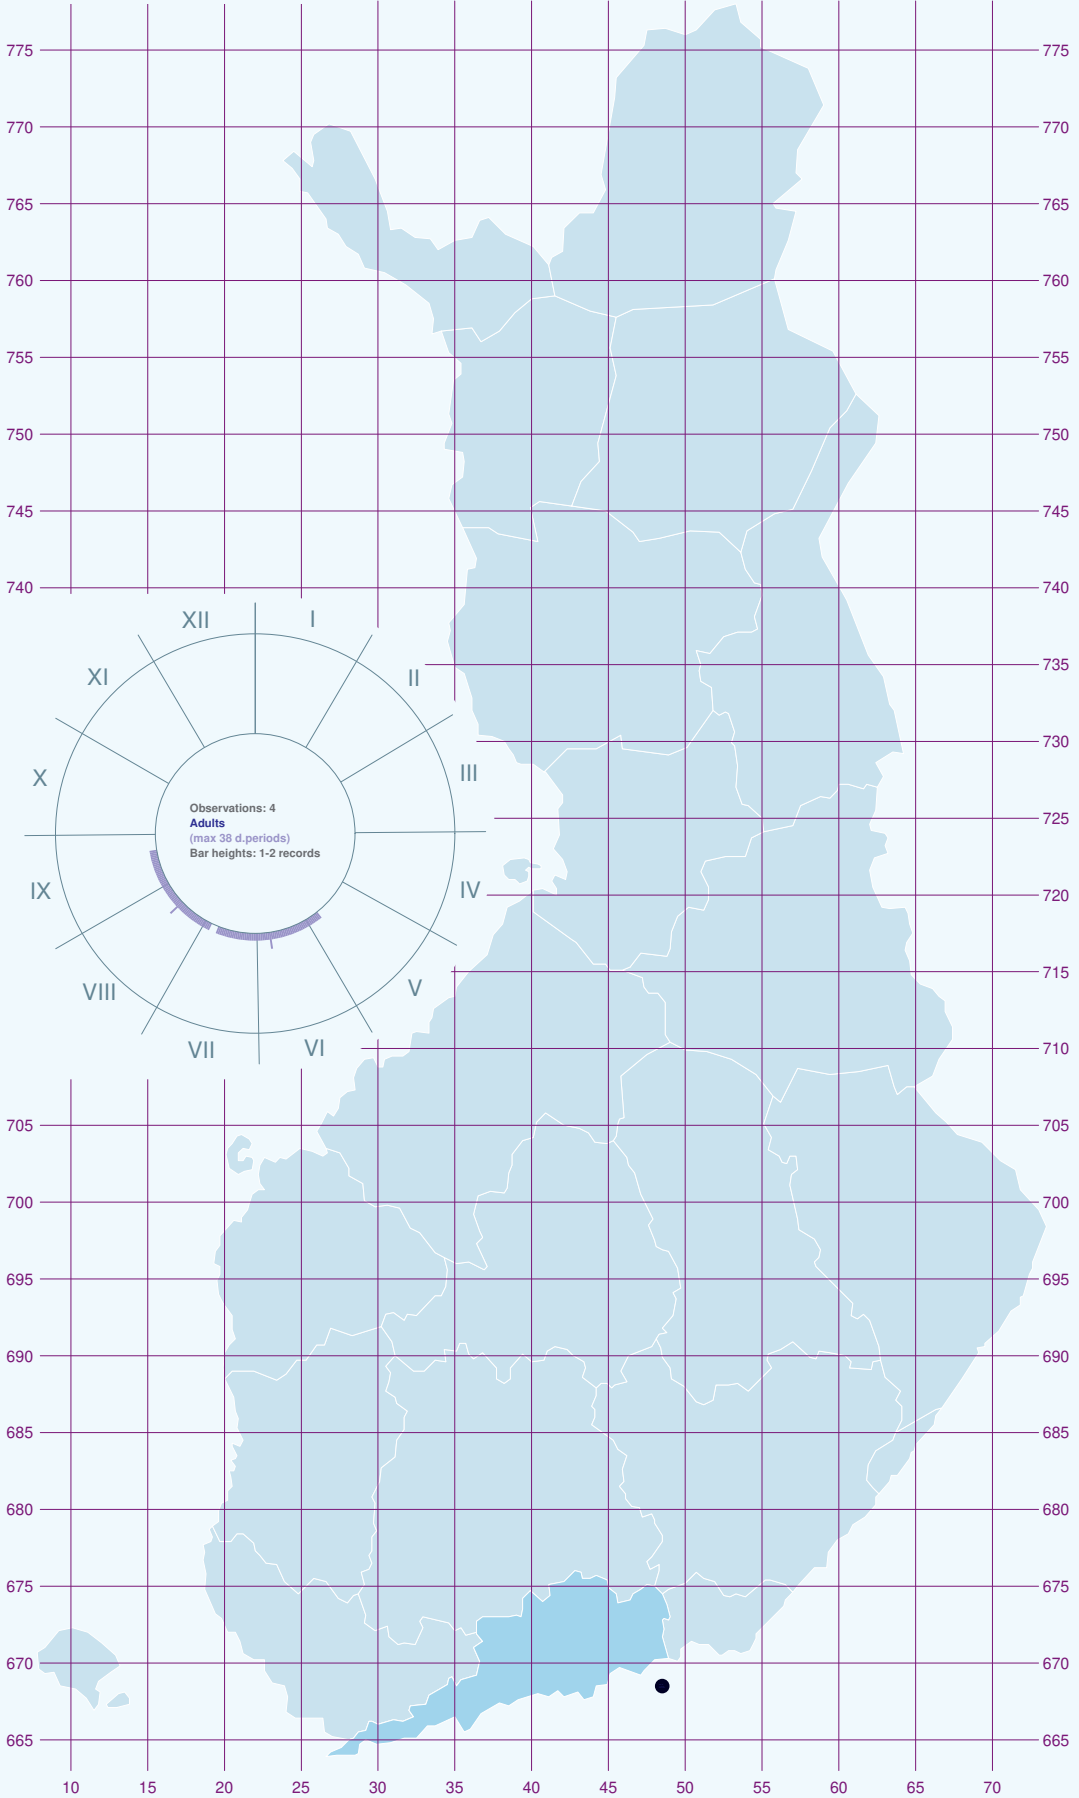 775 775
770 770
765 765
760 760
755 755
750 750
745 745
740 740
XII I
735 735
XI II
730 730
X III
Observations: 4
725
Adults
(max 38 d.periods)
Bar heights: 1-2 records
IX IV 720
715
VIII V
VII VI 710
705 705
700 700
695 695
690 690
685 685
680 680
675 675
670 670
665 665
10 15 20 25 30 35 40 45 50 55 60 65 70